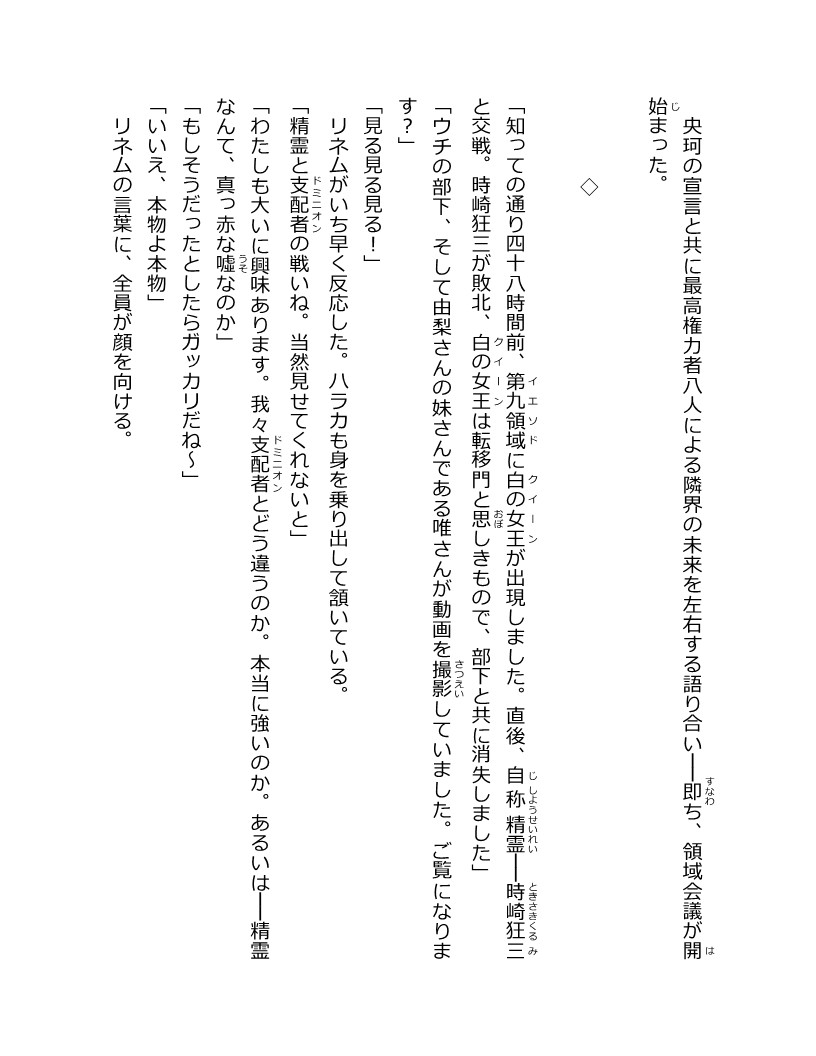 央珂の宣言と共に最高権力者八人による隣界の未来を左右する語り合い──即ち、領域会議が開
始まった。
◇
「知っての通り四十八時間前、第九領域に白の女王が出現しました。直後、自称精霊──時崎狂三
と交戦。時崎狂三が敗北、白の女王は転移門と思しきもので、部下と共に消失しました」
「ウチの部下、そして由梨さんの妹さんである唯さんが動画を撮影していました。ご覧になりま
す?」
「見る見る見る!」
リネムがいち早く反応した。ハラカも身を乗り出して頷いている。
「精霊と支配者の戦いね。当然見せてくれないと」
「わたしも大いに興味あります。我々支配者とどう違うのか。本当に強いのか。あるいは──精霊
なんて、真っ赤な嘘なのか」
「もしそうだったとしたらガッカリだね〜」
「いいえ、本物よ本物」
リネムの言葉に、全員が顔を向ける。